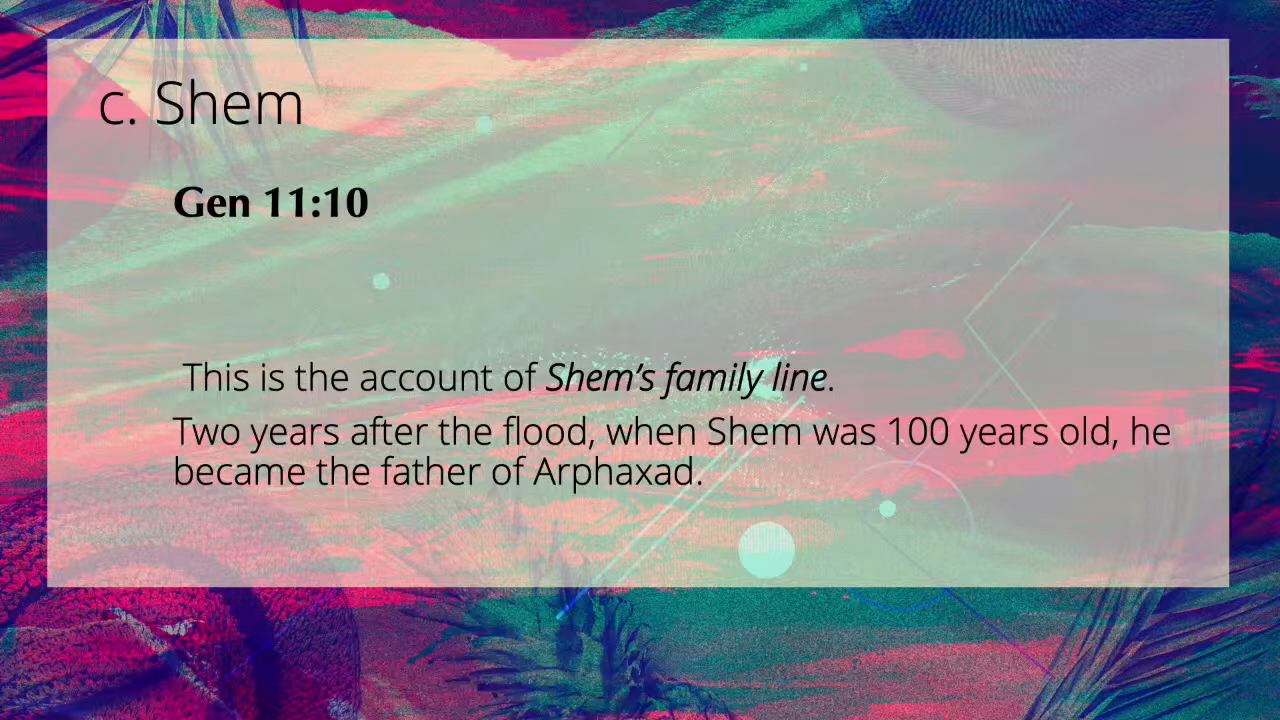 c. Shem
Gen 11:10
This is the account of Shem’s family line.
Two years after the flood, when Shem was 100 years old, he
became the father of Arphaxad.